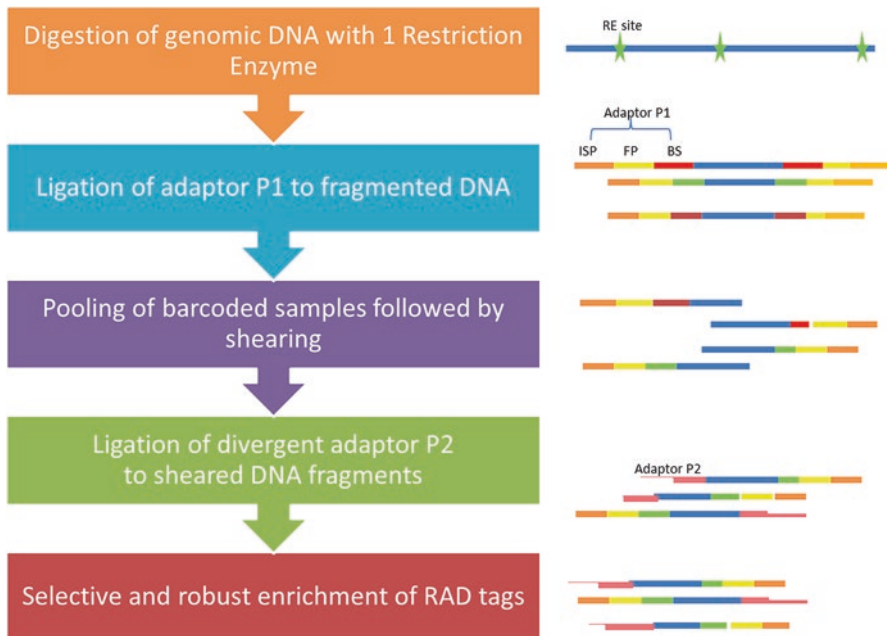 Digestion of genomic DNA with 1 Restriction
Enzyme
RE site
Adaptor P1
ISP FP BS
Ligation of adaptor P1 to fragmented DNA
Pooling of barcoded samples followed by
shearing
Ligation of divergent adaptor P2
to sheared DNA fragments
Adaptor P2
Selective and robust enrichment of RAD tags